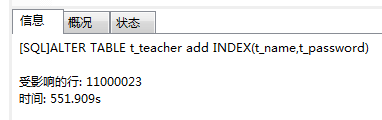 信息 概况 状态
[SQL]ALTER TABLE t_teacher add INDEX(t_name,t_password)
受影响的行: 11000023
时间: 551.909s